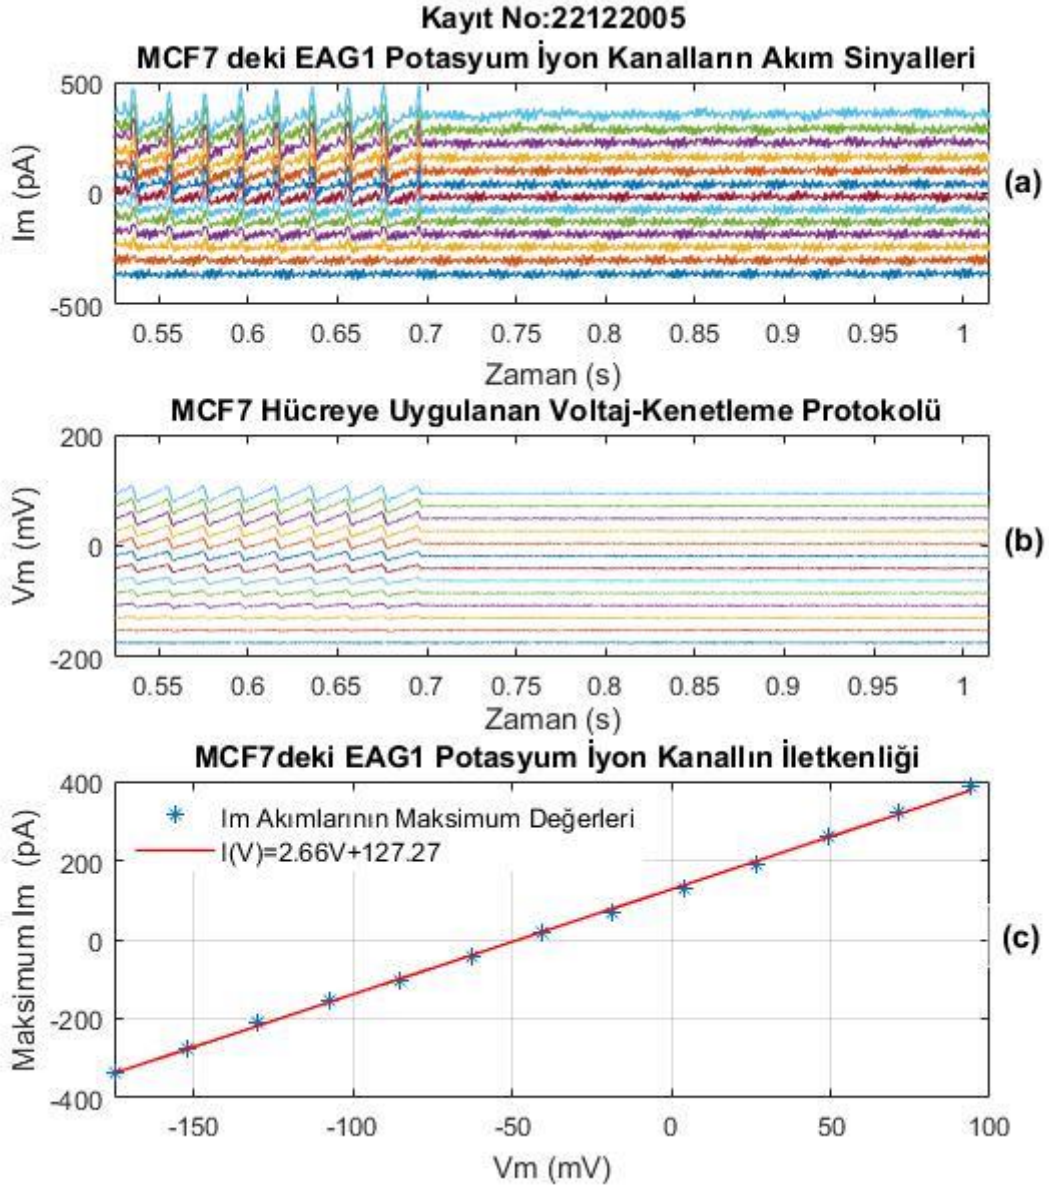 Kayıt No:22122005
MCF7 deki EAG1 Potasyum İyon Kanalların Akım Sinyalleri
500
0
-500
Im (pA)
(a)
0.55 0.6 0.65 0.7 0.75 0.8 0.85 0.9 0.95 1
Zaman (s)
MCF7 Hücreye Uygulanan Voltaj-Kenetleme Protokolü
200
0
-200
Vm (mV)
(b)
0.55 0.6 0.65 0.7 0.75 0.8 0.85 0.9 0.95 1
Zaman (s)
MCF7deki EAG1 Potasyum İyon Kanallın İletkenliği
400
200
0
-200
-400
Maksimum Im (pA)
Im Akımlarının Maksimum Değerleri
I(V)=2.66V+127.27
(c)
-150 -100 -50 0 50 100
Vm (mV)